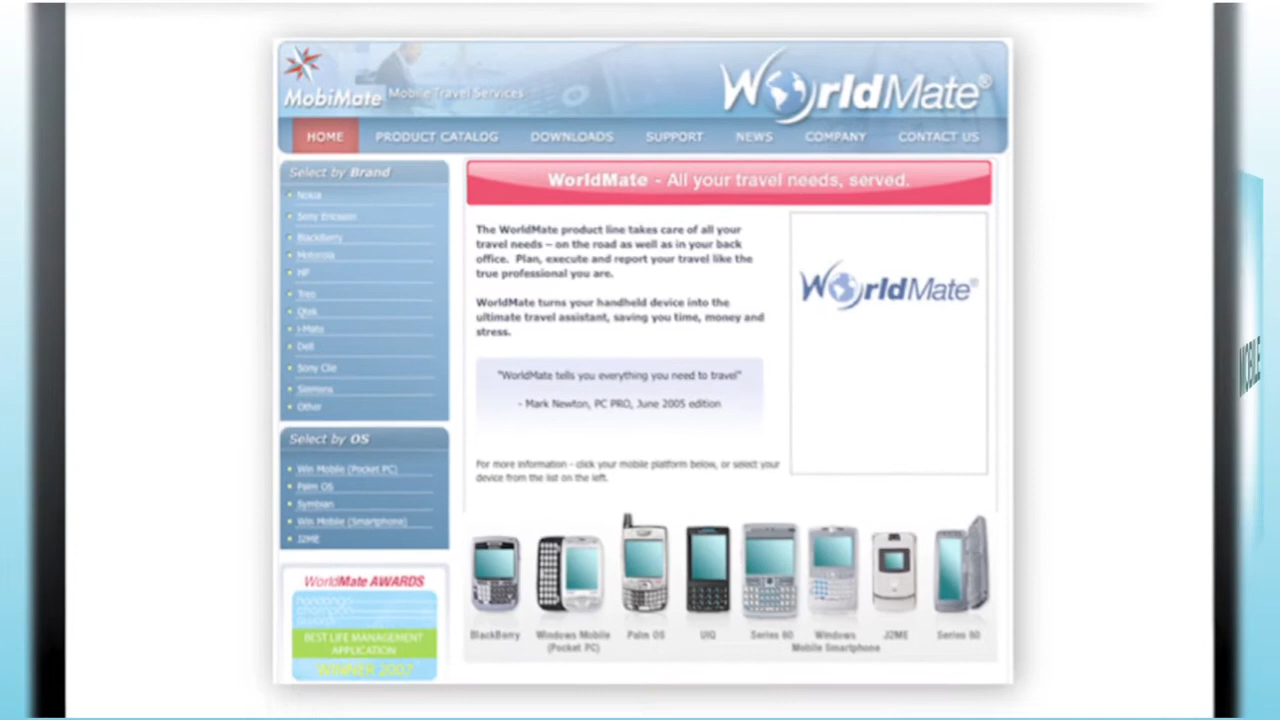 MobiMate Mobile Travel Services
WorldMate®
HOME PRODUCT CATALOG DOWNLOADS SUPPORT NEWS COMPANY CONTACT US
Select by Brand
Nokia
Sony Ericsson
BlackBerry
Motorola
HP
Treo
Qtek
i-Mate
Dell
Sony Clie
Siemens
Other
Select by OS
Win Mobile (Pocket PC)
Palm OS
Symbian
Win Mobile (Smartphone)
J2ME
WorldMate AWARDS
handango
champion
awards
BEST LIFE MANAGEMENT
APPLICATION
WINNER 2007
WorldMate - All your travel needs, served.
The WorldMate product line takes care of all your
travel needs – on the road as well as in your back
office. Plan, execute and report your travel like the
true professional you are.
WorldMate turns your handheld device into the
ultimate travel assistant, saving you time, money and
stress.
"WorldMate tells you everything you need to travel"
- Mark Newton, PC PRO, June 2005 edition
WorldMate®
For more information - click your mobile platform below, or select your
device from the list on the left.
BlackBerry
Windows Mobile
(Pocket PC)
Palm OS
UIQ
Series 60
Windows
Mobile Smartphone
J2ME
Series 80
MOBILE